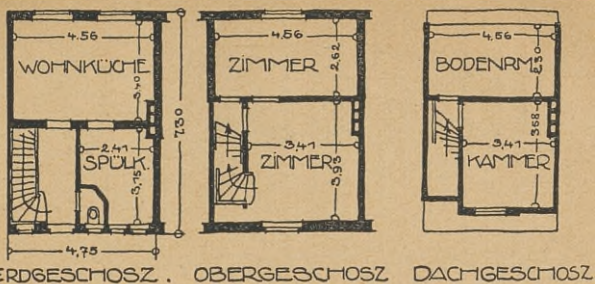 4.56
WOHNKÜCHE
3,40
2,41
SPÜLK.
3,15
7.30
4,75
ERDGESCHOSZ.
4,56
ZIMMER
2,62
3,41
ZIMMER
3,93
OBERGESCHOSZ
4,56
BODENRM.
2,50
3,41
3,68
KAMMER
DACHGESCHOSZ